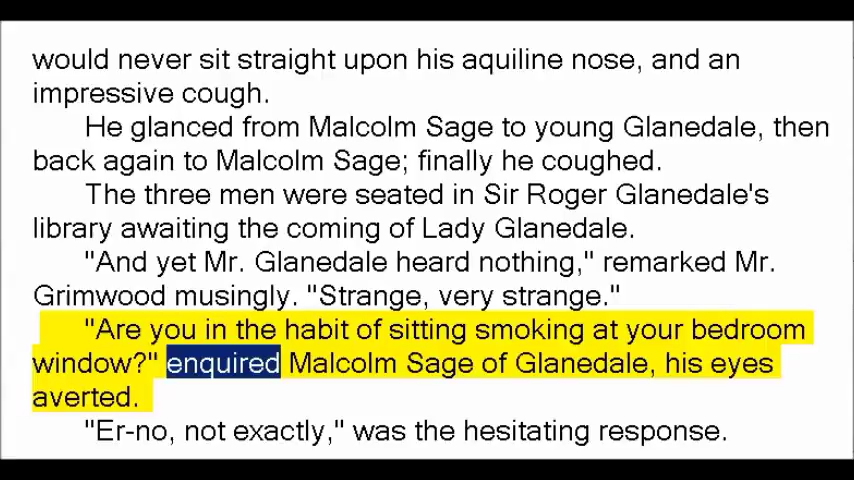 would never sit straight upon his aquiline nose, and an
impressive cough.
He glanced from Malcolm Sage to young Glanedale, then
back again to Malcolm Sage; finally he coughed.
The three men were seated in Sir Roger Glanedale's
library awaiting the coming of Lady Glanedale.
"And yet Mr. Glanedale heard nothing," remarked Mr.
Grimwood musingly. "Strange, very strange."
"Are you in the habit of sitting smoking at your bedroom
window?" enquired Malcolm Sage of Glanedale, his eyes
averted.
"Er-no, not exactly," was the hesitating response.